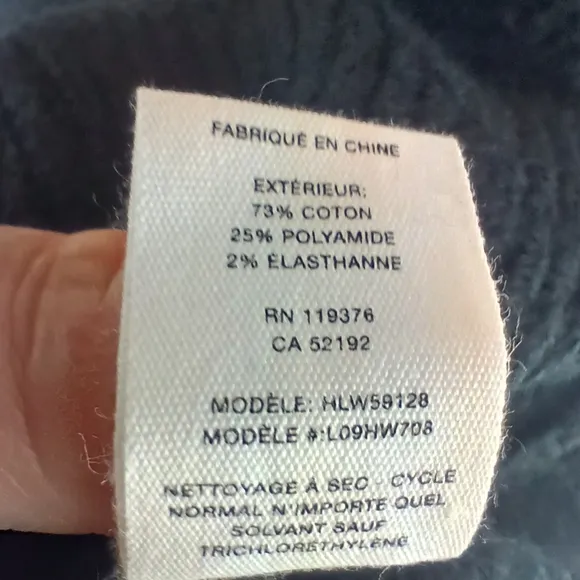 FABRIQUÉ EN CHINE
EXTÉRIEUR:
73% COTON
25% POLYAMIDE
2% ÉLASTHANNE
RN 119376
CA 52192
MODÈLE: HLW59128
MODÈLE #:L09HW708
NETTOYAGE À SEC - CYCLE
NORMAL N'IMPORTE QUEL
SOLVANT SAUF
TRICHLORETHYLÈNE